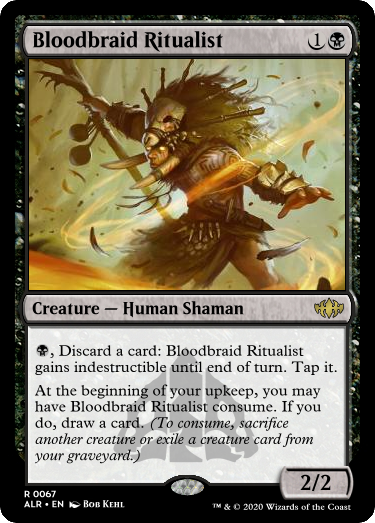 Bloodbraid Ritualist 1
Creature — Human Shaman
, Discard a card: Bloodbraid Ritualist
gains indestructible until end of turn. Tap it.
At the beginning of your upkeep, you may
have Bloodbraid Ritualist consume. If you
do, draw a card. (To consume, sacrifice
another creature or exile a creature card from
your graveyard.)
2/2
R 0067
ALR • EN Bob Kehl
™ & © 2020 Wizards of the Coast